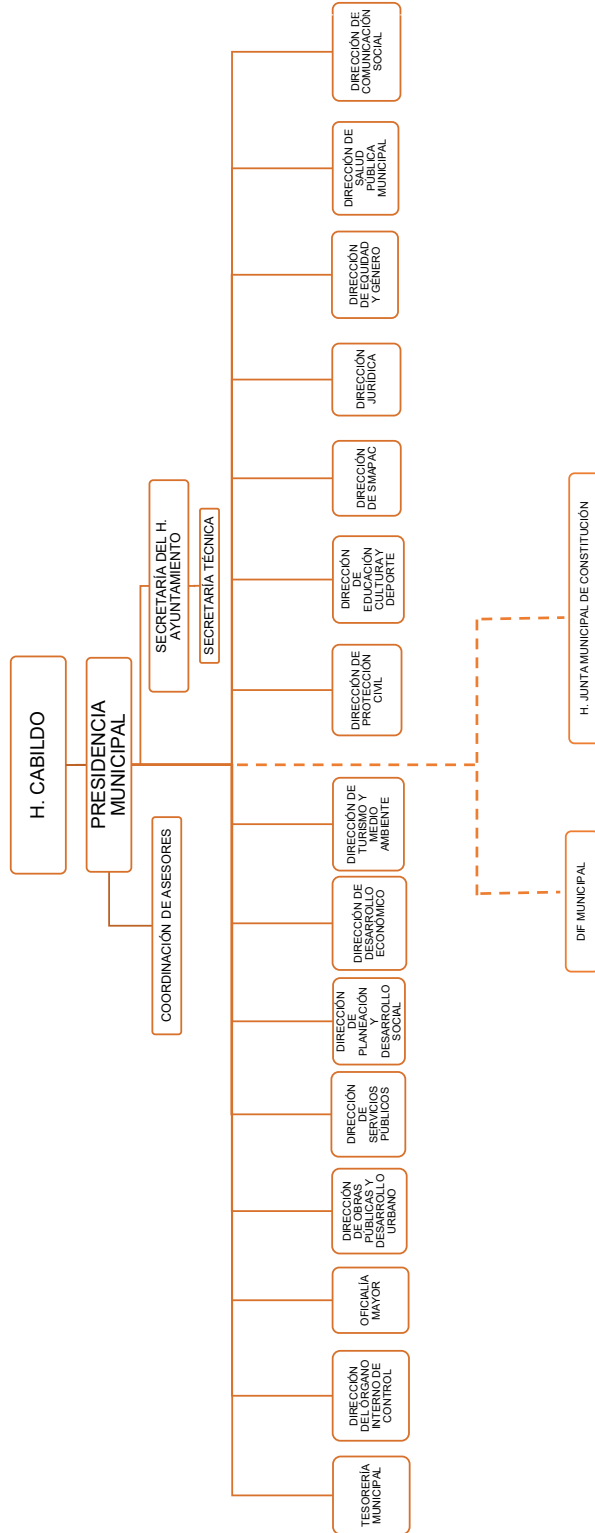 H. CABILDO
PRESIDENCIA
MUNICIPAL
COORDINACIÓN DE ASESORES
SECRETARÍA DEL H.
AYUNTAMIENTO
SECRETARÍA TÉCNICA
TESORERÍA
MUNICIPAL
DIRECCIÓN
DEL ÓRGANO
INTERNO DE
CONTROL
OFICIALÍA
MAYOR
DIRECCIÓN
DE OBRAS
PÚBLICAS Y
DESARROLLO
URBANO
DIRECCIÓN
DE
SERVICIOS
PÚBLICOS
DIRECCIÓN
DE
PLANEACIÓN
Y
DESARROLLO
SOCIAL
DIRECCIÓN DE
DESARROLLO
ECONÓMICO
DIRECCIÓN DE
TURISMO Y
MEDIO
AMBIENTE
DIRECCIÓN DE
PROTECCIÓN
CIVIL
DIRECCIÓN
DE
EDUCACIÓN
CULTURA Y
DEPORTE
DIRECCIÓN
DE SMAPAC
DIRECCIÓN
JURÍDICA
DIRECCIÓN
DE EQUIDAD
Y GÉNERO
DIRECCIÓN DE
SALUD
PÚBLICA
MUNICIPAL
DIRECCIÓN DE
COMUNICACIÓN
SOCIAL
DIF MUNICIPAL
H. JUNTA MUNICIPAL DE CONSTITUCIÓN